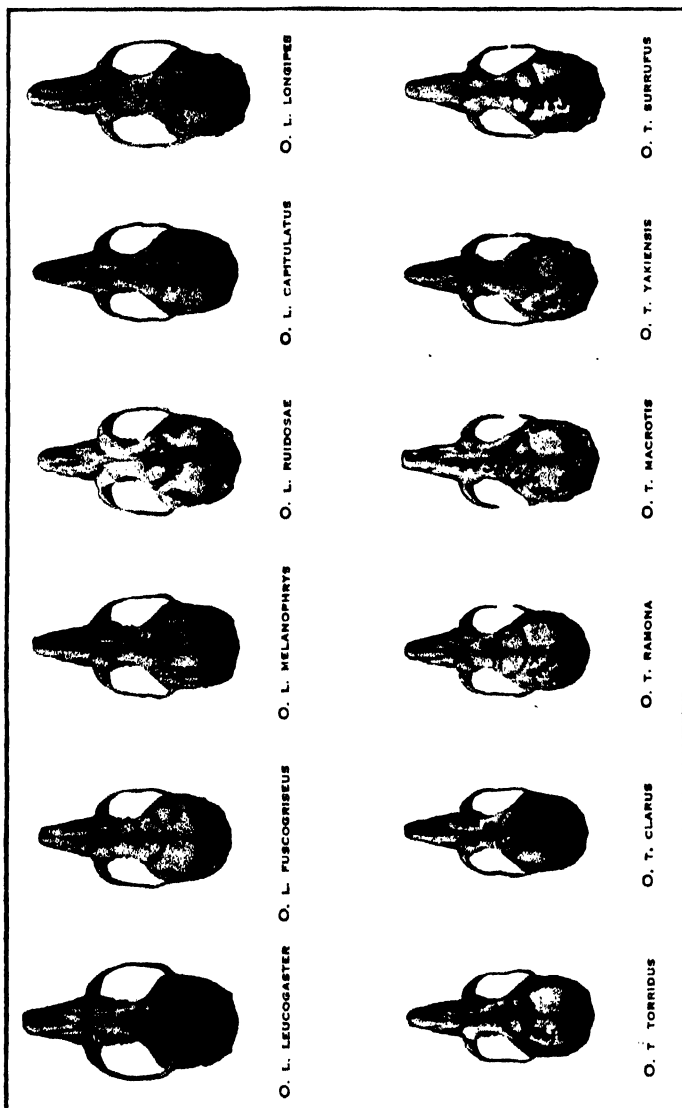 O. L. LEUCOGASTER
O. L. FUSCOGRISEUS
O. L. MELANOPHRYS
O. L. RUIDOSAE
O. L. CAPITULATUS
O. L. LONGIPES
O. T TORRIDUS
O. T. CLARUS
O. T. RAMONA
O. T. MACROTIS
O. T. YAKIENSIS
O. T. SURRUFUS